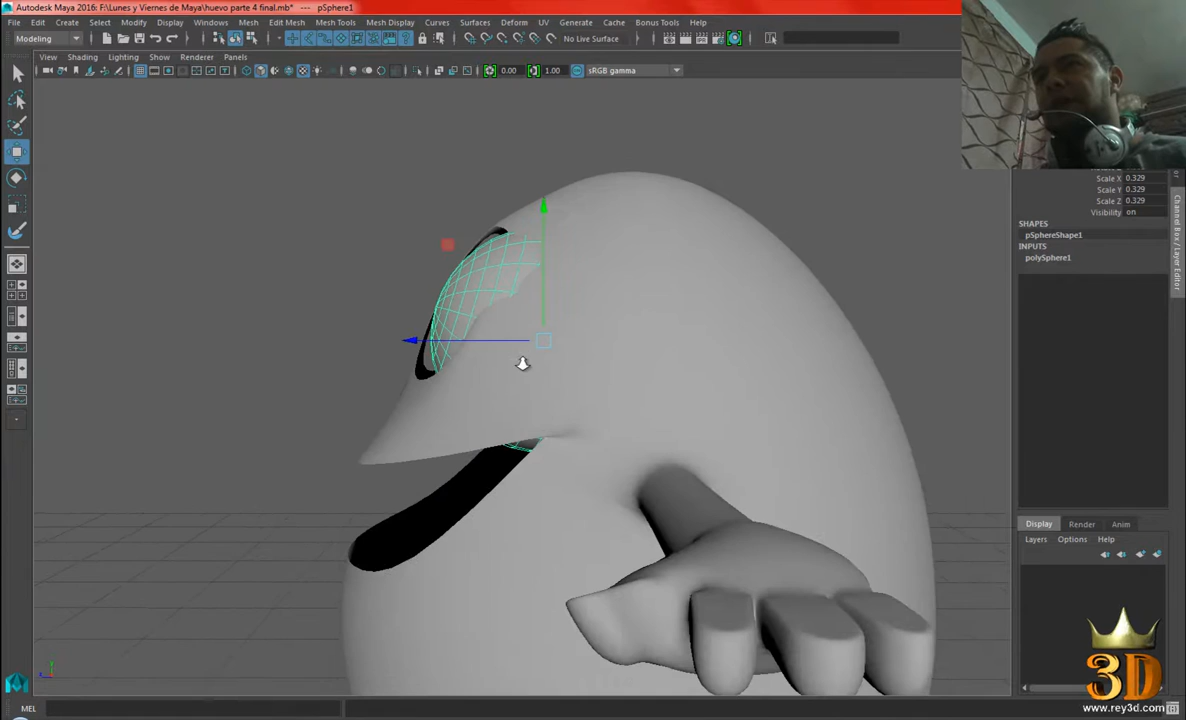 Autodesk Maya 2016: F:\Lunes y Viernes de Maya\huevo parte 4 final.mb* --- pSphere1
File Edit Create Select Modify Display Windows Mesh Edit Mesh Mesh Tools Mesh Display Curves Surfaces Deform UV Generate Cache Bonus Tools Help
Modeling No Live Surface
View Shading Lighting Show Renderer Panels
0.00 1.00 sRGB gamma
Scale X 0.329
Scale Y 0.329
Scale Z 0.329
Visibility on
SHAPES
pSphereShape1
INPUTS
polySphere1
Channel Box / Layer Editor
Display Render Anim
Layers Options Help
3D
www.rey3d.com
MEL